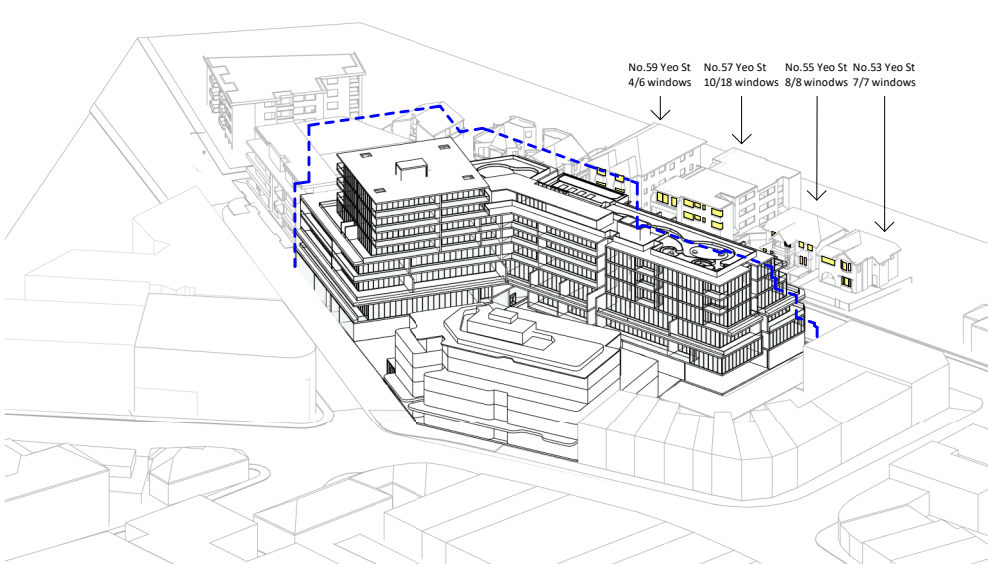 No.59 Yeo St
4/6 windows
No.57 Yeo St
10/18 windows
No.55 Yeo St
8/8 winodws
No.53 Yeo St
7/7 windows